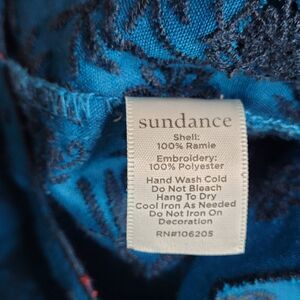 sundance
Shell:
100% Ramie
Embroidery:
100% Polyester
Hand Wash Cold
Do Not Bleach
Hang To Dry
Cool Iron As Needed
Do Not Iron On
Decoration
RN#106205